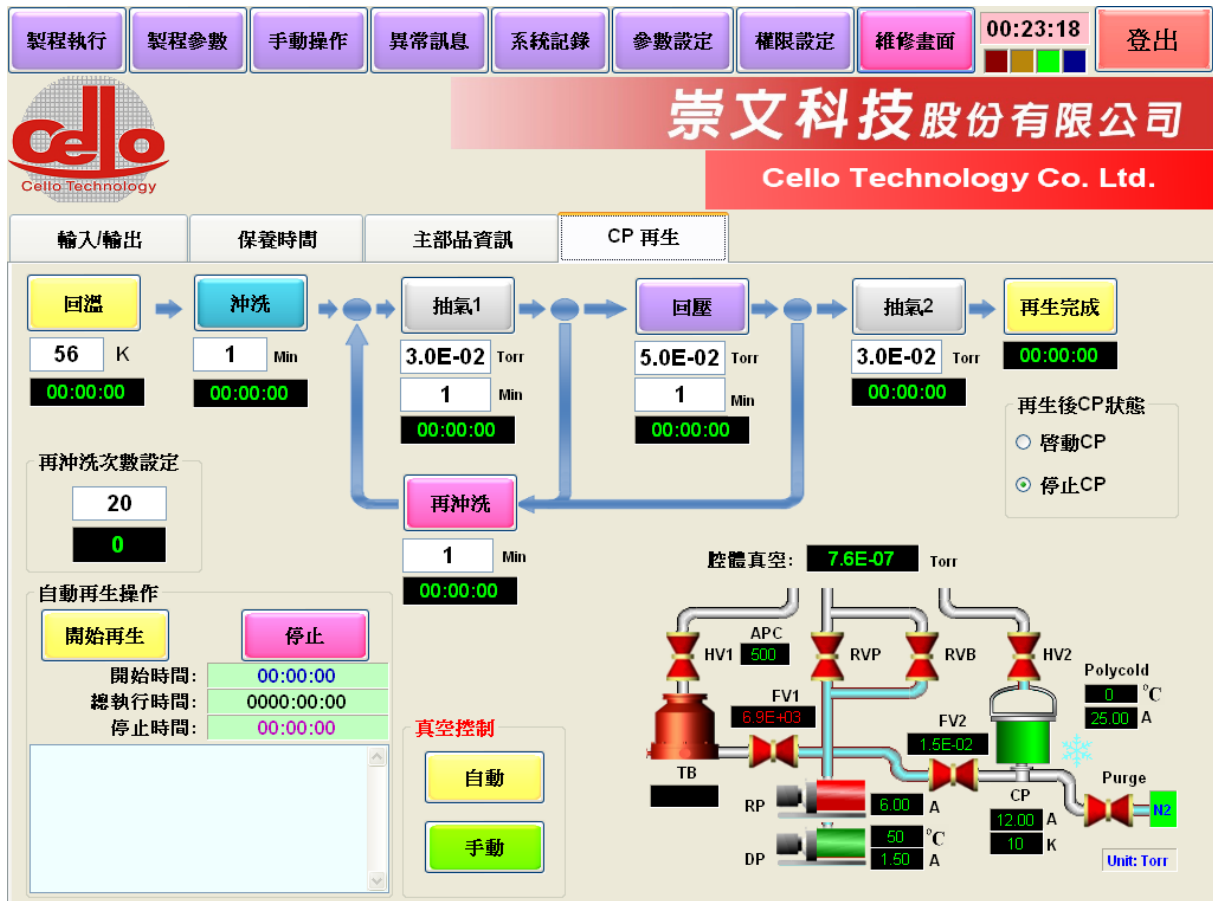 製程執行 製程參數 手動操作 異常訊息 系統記錄 參數設定 權限設定 維修畫面 00:23:18 登出
Cello
Cello Technology
崇文科技股份有限公司
Cello Technology Co. Ltd.
輸入/輸出 保養時間 主部品資訊 CP 再生
回溫 沖洗 抽氣1 回壓 抽氣2 再生完成
56 K 1 Min 3.0E-02 Torr 5.0E-02 Torr 3.0E-02 Torr 00:00:00
00:00:00 00:00:00 1 Min 1 Min 00:00:00
00:00:00 00:00:00
再生後CP狀態
啓動CP
停止CP
再沖洗次數設定
20
0
再沖洗
1 Min
00:00:00
自動再生操作
開始再生 停止
開始時間: 00:00:00
總執行時間: 0000:00:00
停止時間: 00:00:00
真空控制
自動
手動
腔體真空: 7.6E-07 Torr
HV1 APC 500 RVP RVB HV2
Polycold
0 °C
25.00 A
FV1
6.9E+03
FV2
1.5E-02
TB
RP 6.00 A
DP 50 °C
1.50 A
CP
12.00 A
10 K
Purge
N2
Unit: Torr